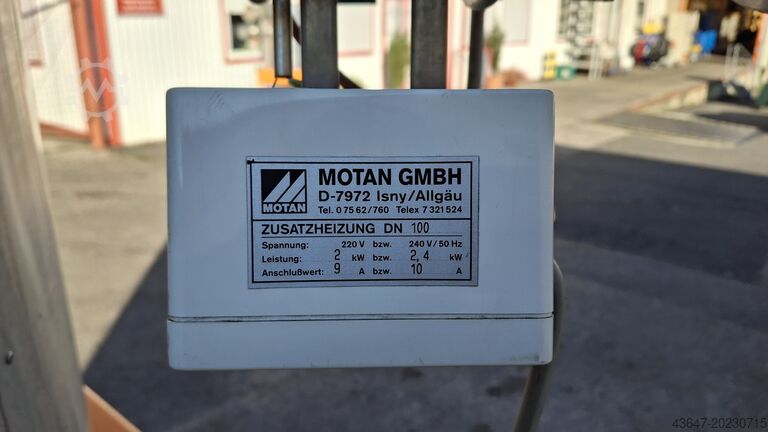 MOTAN GMBH
D-7972 Isny/Allgäu
MOTAN
Tel. 0 75 62/760 Telex 7 321 524
ZUSATZHEIZUNG DN 100
Spannung: 220 V bzw. 240 V/50 Hz
Leistung: 2 kW bzw. 2,4 kW
Anschlußwert: 9 A bzw. 10 A
43647-20230715